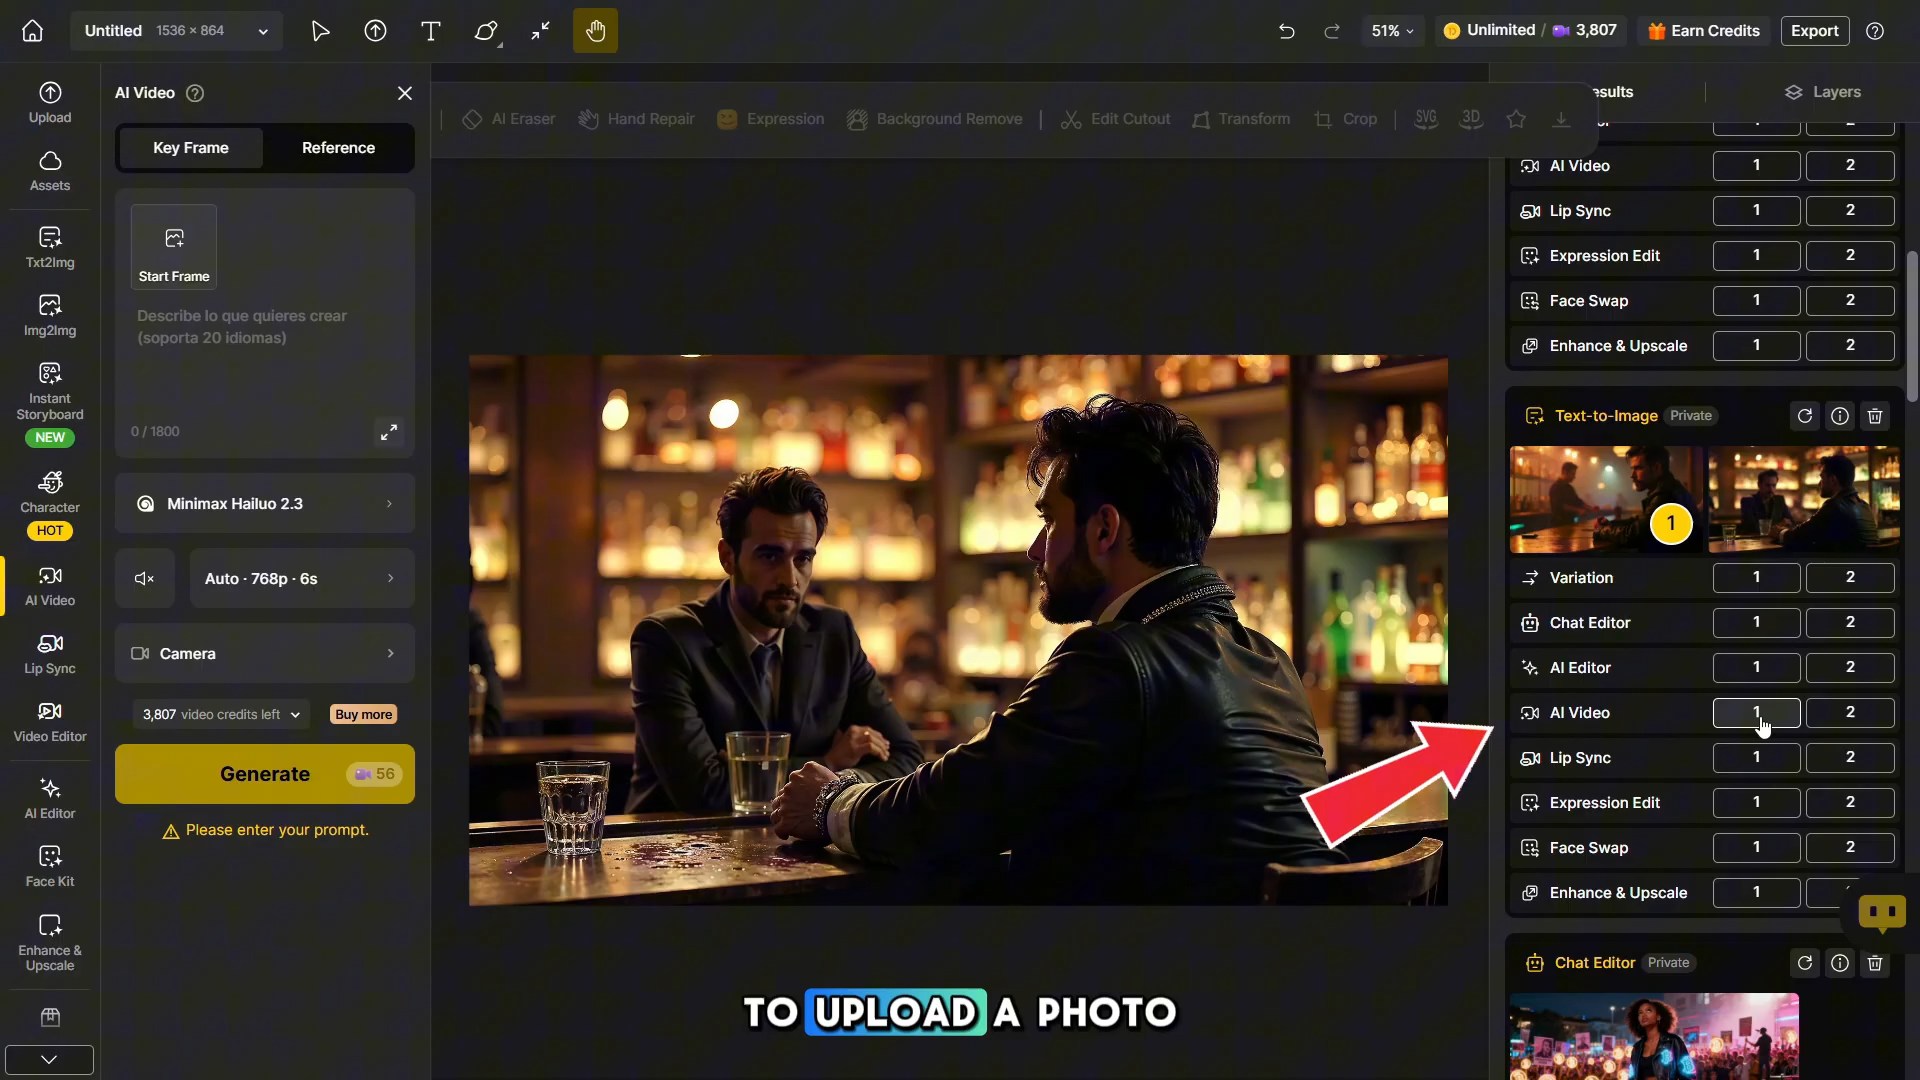 Untitled 1536 × 864
51%
Unlimited / 3,807
Earn Credits
Export
Upload
Assets
Txt2Img
Img2Img
Instant
Storyboard
NEW
Character
HOT
AI Video
Lip Sync
Video Editor
AI Editor
Face Kit
Enhance &
Upscale
AI Video
Key Frame Reference
Start Frame
Describe lo que quieres crear
(soporta 20 idiomas)
0 / 1800
Minimax Hailuo 2.3
Auto · 768p · 6s
Camera
3,807 video credits left
Buy more
Generate 56
Please enter your prompt.
AI Eraser Hand Repair Expression Background Remove Edit Cutout Transform Crop SVG 3D
Layers
AI Video 1 2
Lip Sync 1 2
Expression Edit 1 2
Face Swap 1 2
Enhance & Upscale 1 2
Text-to-Image Private
1
Variation 1 2
Chat Editor 1 2
AI Editor 1 2
AI Video 1 2
Lip Sync 1 2
Expression Edit 1 2
Face Swap 1 2
Enhance & Upscale 1
Chat Editor Private
TO UPLOAD A PHOTO